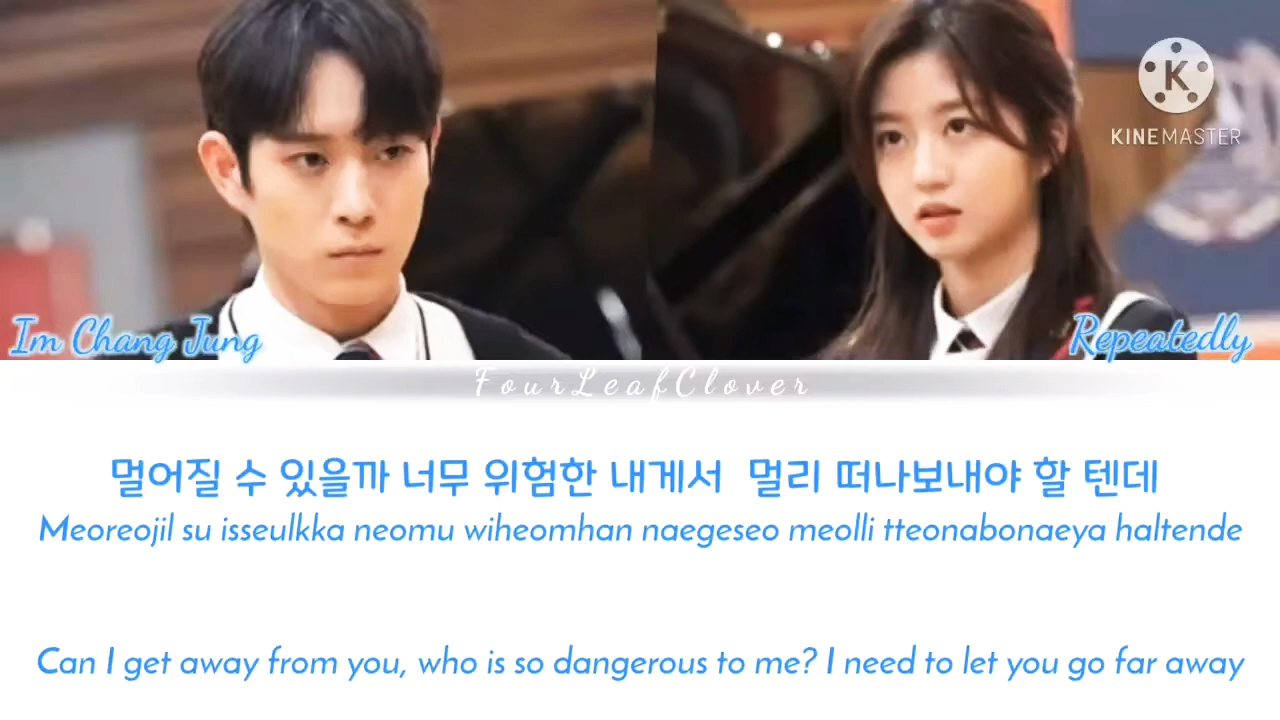 K
KINEMASTER
Im Chang Jung
Repeatedly
FourLeafClover
멀어질 수 있을까 너무 위험한 내게서 멀리 떠나보내야 할 텐데
Meoreojil su isseulkka neomu wiheomhan naegeseo meolli tteonabonaeya haltende
Can I get away from you, who is so dangerous to me? I need to let you go far away